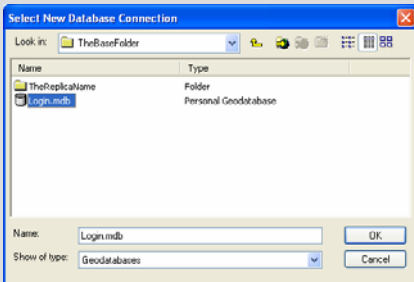 Select New Database Connection
Look in: TheBaseFolder
Name Type
TheReplicaName Folder
Login.mdb Personal Geodatabase
Name: Login.mdb OK
Show of type: Geodatabases Cancel